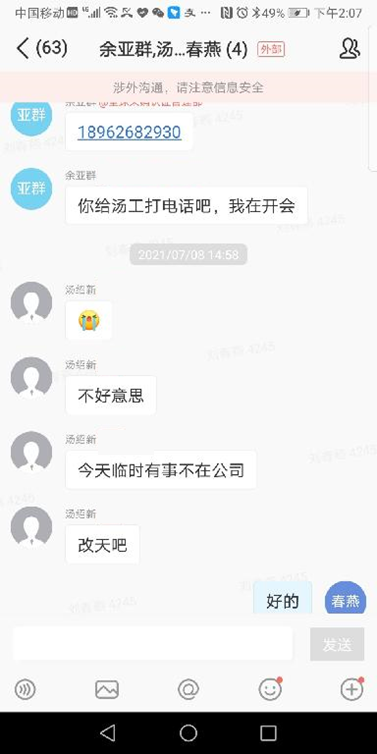 中国移动 HD 49% 下午2:07
(63) 余亚群,汤...春燕 (4) 外部
涉外沟通，请注意信息安全
亚群
18962682930
亚群
余亚群
你给汤工打电话吧，我在开会
2021/07/08 14:58
汤绍新
汤绍新
不好意思
汤绍新
今天临时有事不在公司
汤绍新
改天吧
好的
春燕
发送